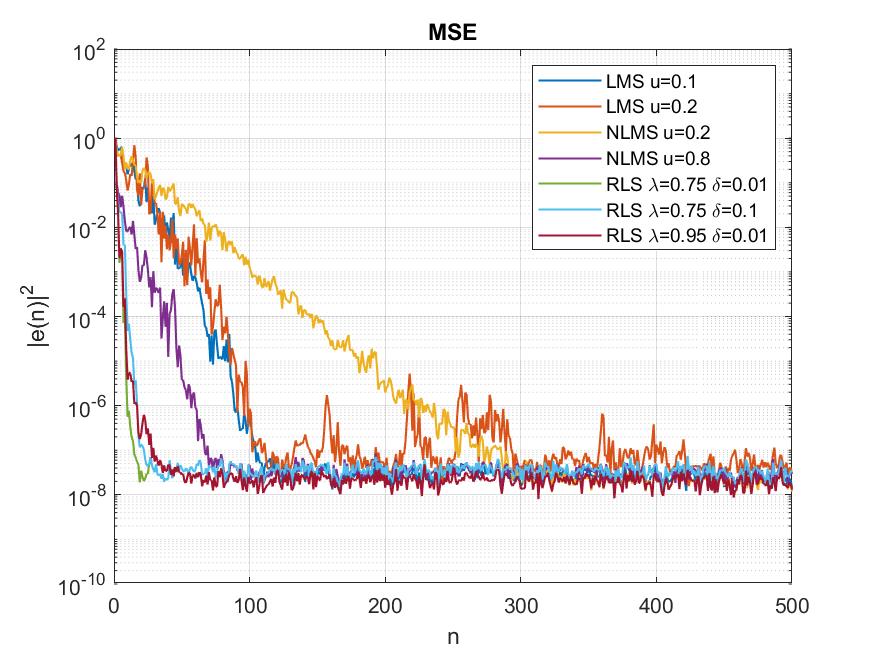 MSE
10^2
10^0
10^-2
10^-4
10^-6
10^-8
10^-10
|e(n)|^2
LMS u=0.1
LMS u=0.2
NLMS u=0.2
NLMS u=0.8
RLS λ=0.75 δ=0.01
RLS λ=0.75 δ=0.1
RLS λ=0.95 δ=0.01
0 100 200 300 400 500
n